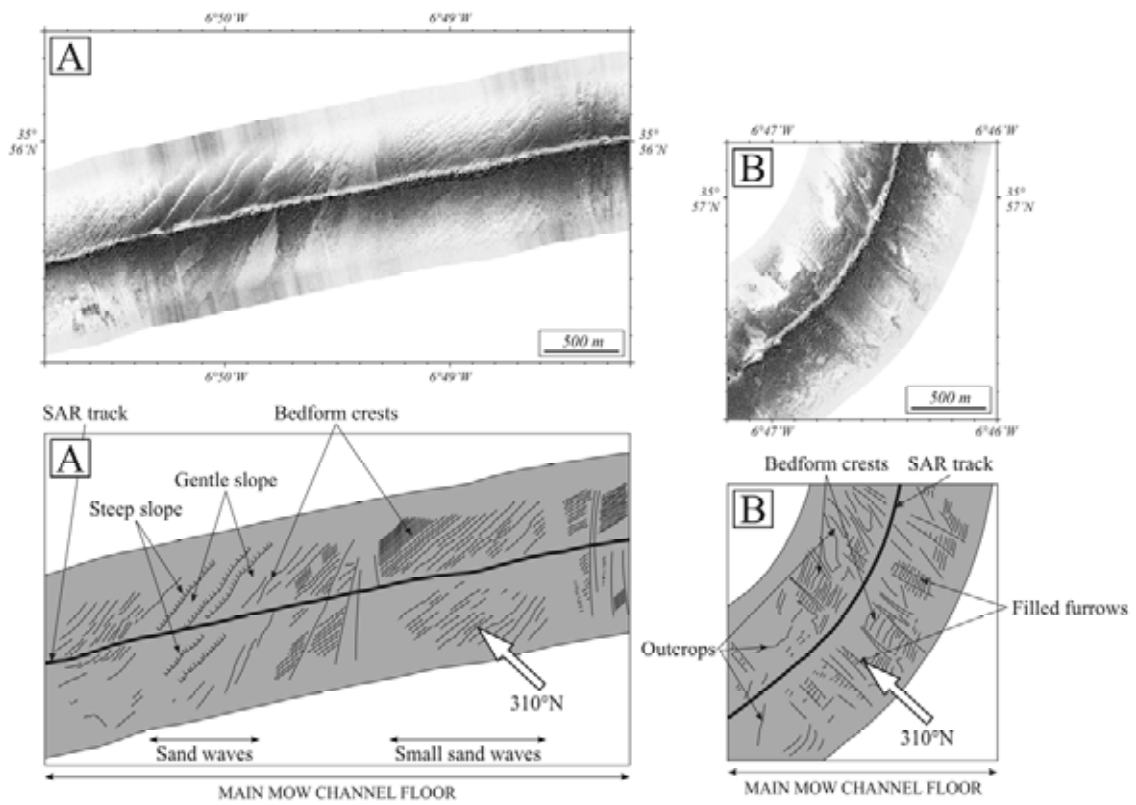 6°50'W 6°49'W
A
35°
56'N
35°
56'N
500 m
6°50'W 6°49'W
6°47'W 6°46'W
B
35°
57'N
35°
57'N
500 m
6°47'W 6°46'W
SAR track
Bedform crests
A
Gentle slope
Steep slope
310°N
Sand waves
Small sand waves
MAIN MOW CHANNEL FLOOR
Bedform crests
SAR track
B
Filled furrows
Outcrops
310°N
MAIN MOW CHANNEL FLOOR